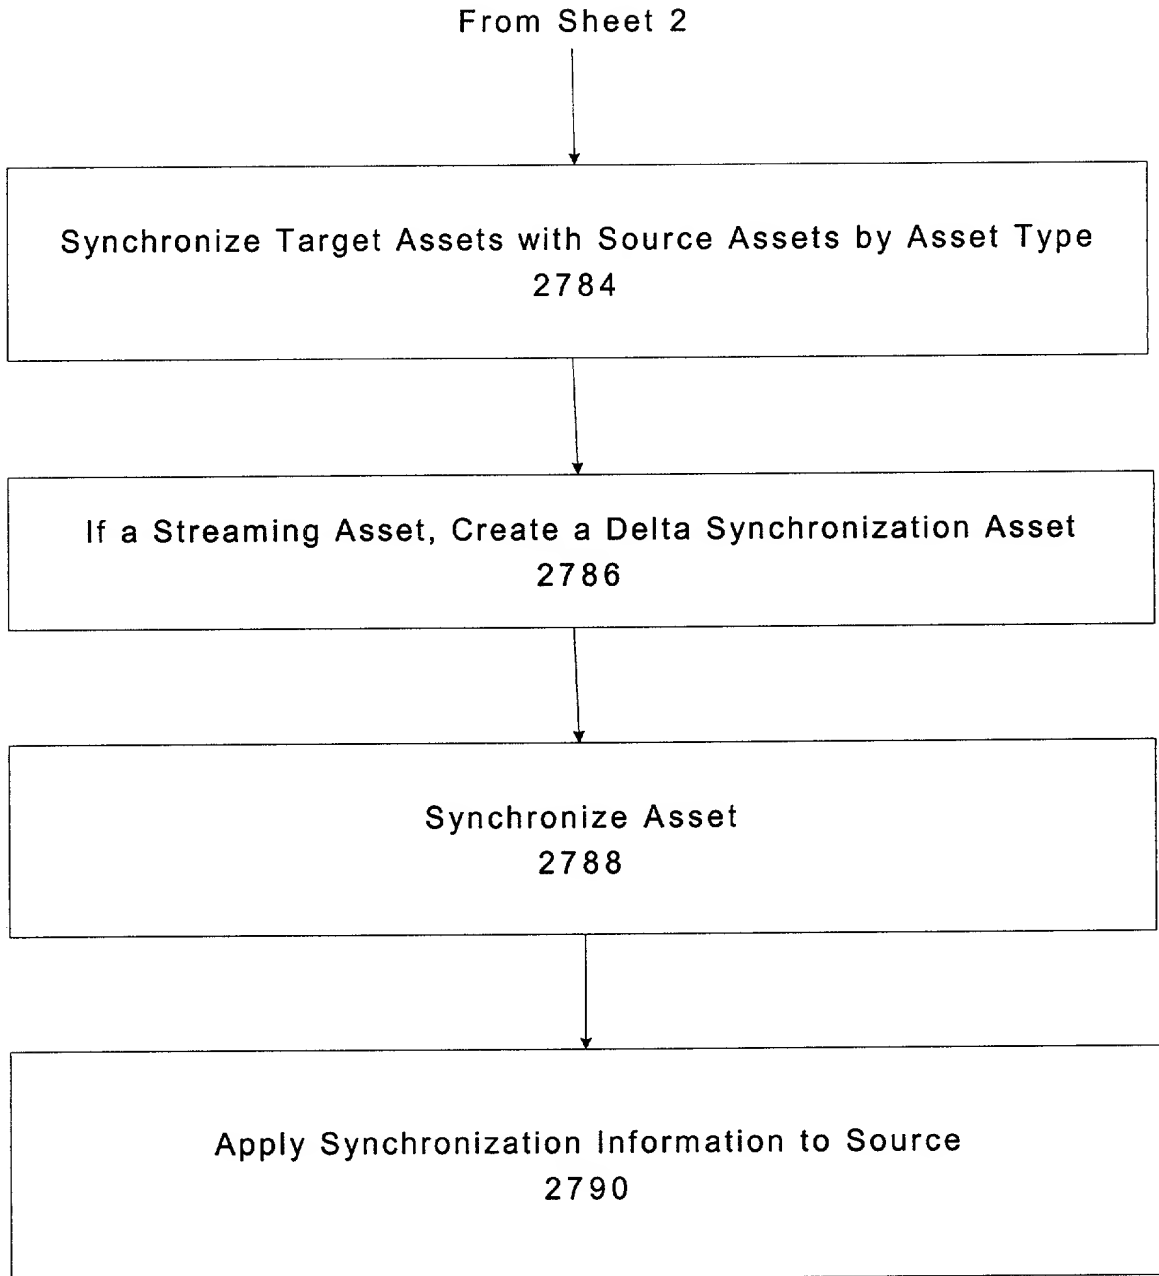 From Sheet 2
Synchronize Target Assets with Source Assets by Asset Type
2784
If a Streaming Asset, Create a Delta Synchronization Asset
2786
Synchronize Asset
2788
Apply Synchronization Information to Source
2790